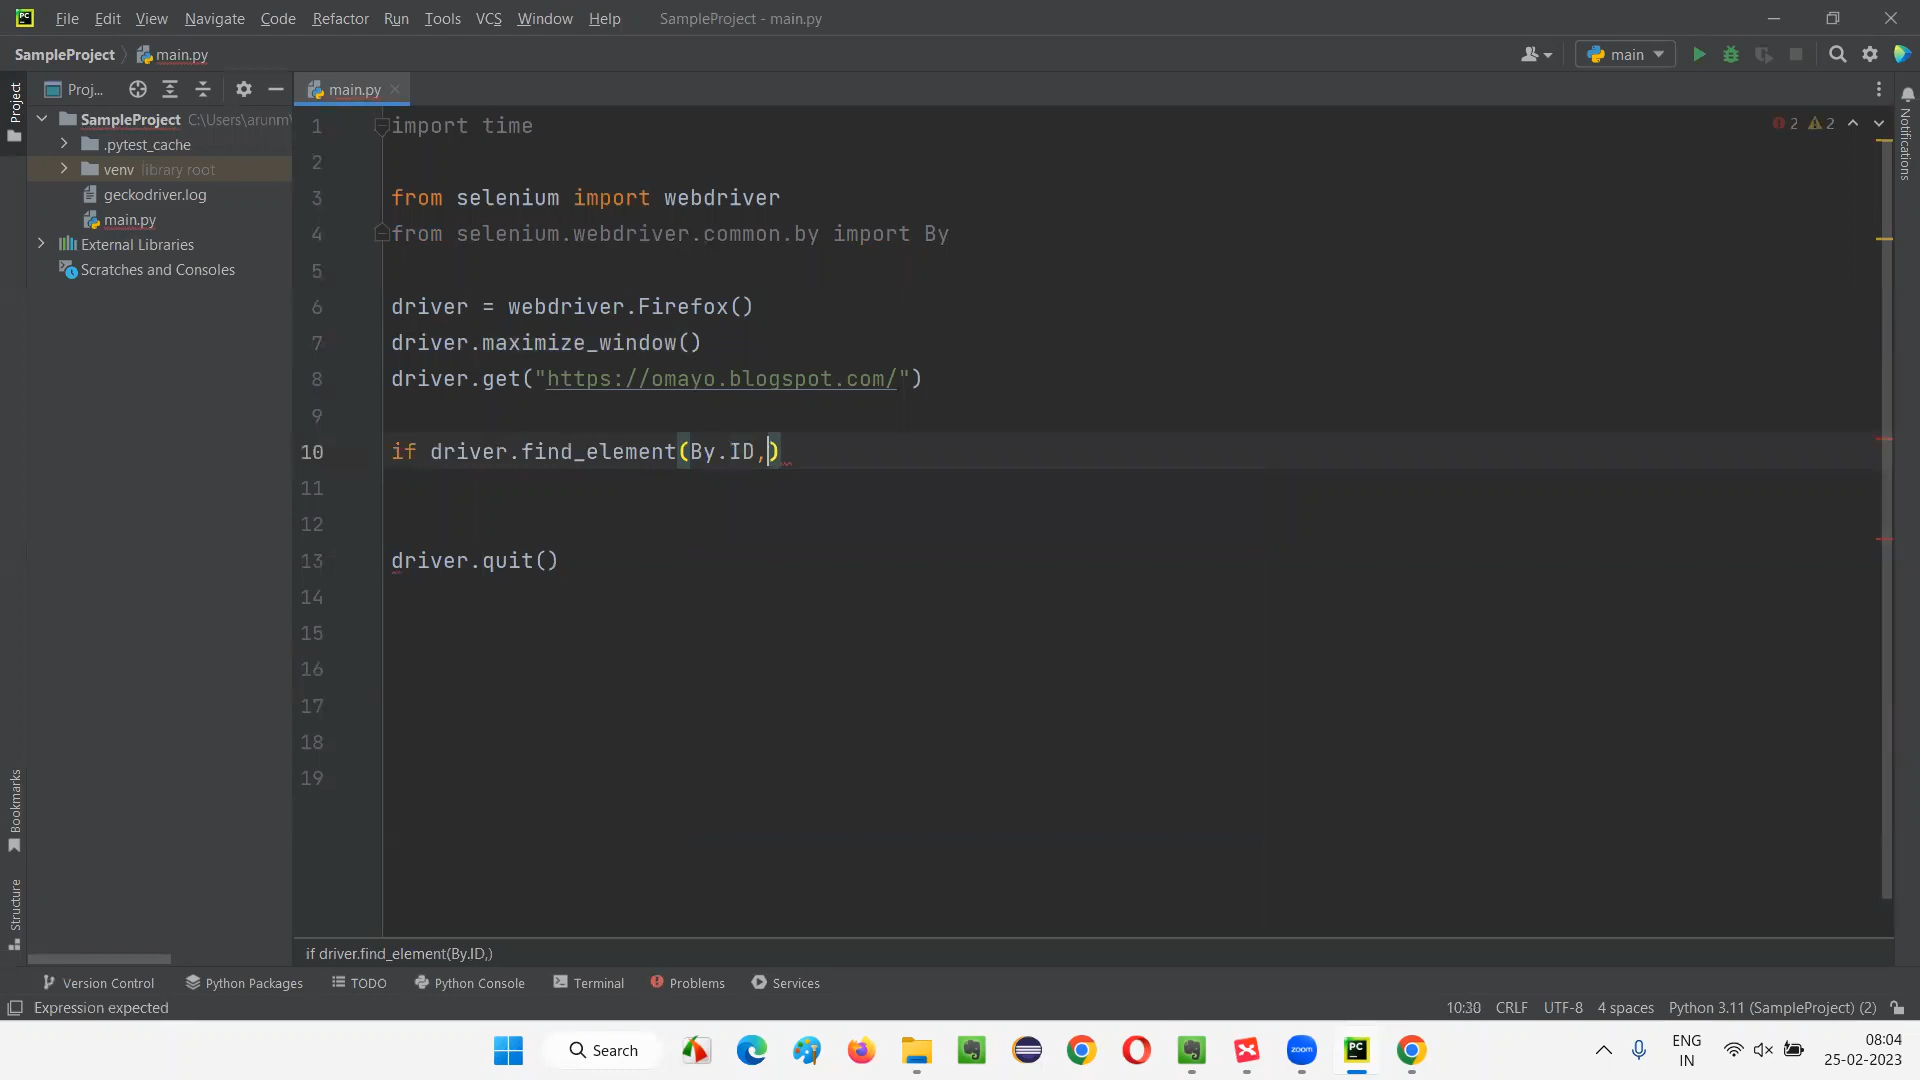 File Edit View Navigate Code Refactor Run Tools VCS Window Help SampleProject - main.py
SampleProject main.py main
Proj... main.py
SampleProject C:\Users\arunm\
.pytest_cache
venv library root
geckodriver.log
main.py
External Libraries
Scratches and Consoles
Project
Bookmarks
Structure
1 import time
2
3 from selenium import webdriver
4 from selenium.webdriver.common.by import By
5
6 driver = webdriver.Firefox()
7 driver.maximize_window()
8 driver.get("https://omayo.blogspot.com/")
9
10 if driver.find_element(By.ID,)
11
12
13 driver.quit()
14
15
16
17
18
19
2 2
Notifications
if driver.find_element(By.ID,)
Version Control Python Packages TODO Python Console Terminal Problems Services
Expression expected 10:30 CRLF UTF-8 4 spaces Python 3.11 (SampleProject) (2)
Search zoom ENG IN 08:04 25-02-2023